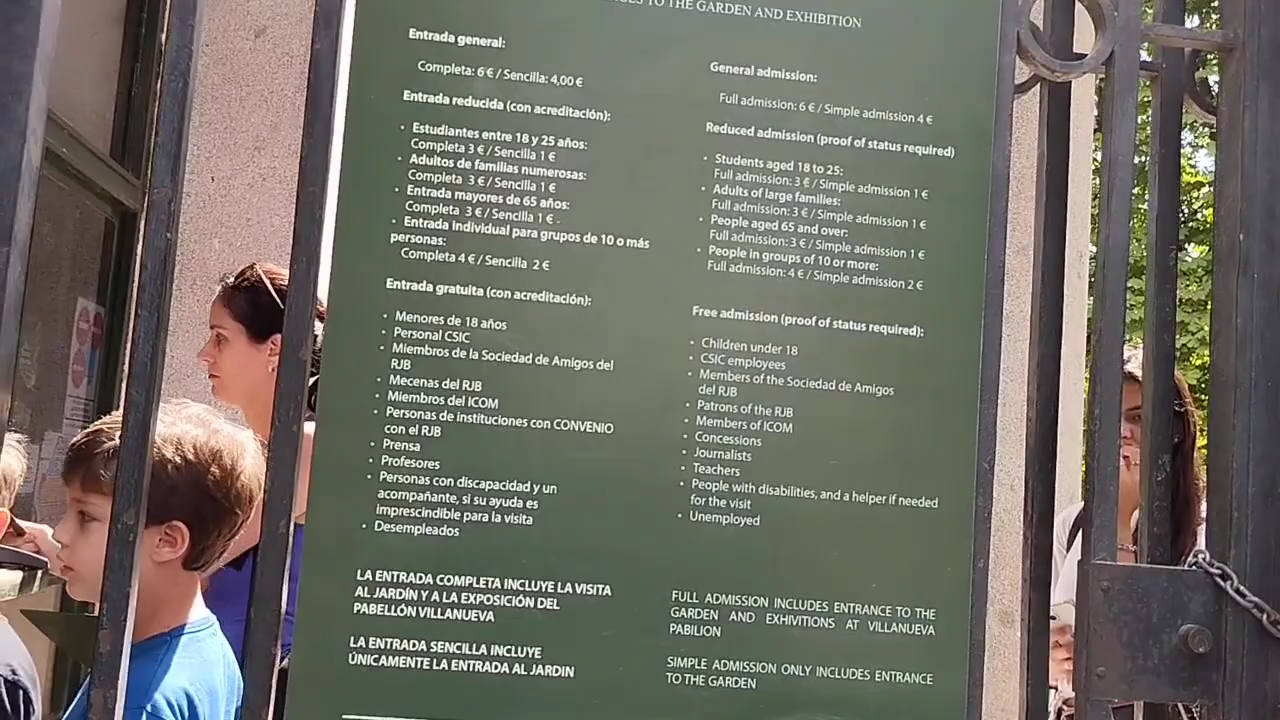 TO THE GARDEN AND EXHIBITION
Entrada general:
Completa: 6 € / Sencilla: 4,00 €
Entrada reducida (con acreditación):
• Estudiantes entre 18 y 25 años:
Completa 3 € / Sencilla 1 €
• Adultos de familias numerosas:
Completa 3 € / Sencilla 1 €
• Entrada mayores de 65 años:
Completa 3 € / Sencilla 1 € .
• Entrada Individual para grupos de 10 o más
personas:
Completa 4 € / Sencilla 2 €
Entrada gratuita (con acreditación):
• Menores de 18 años
• Personal CSIC
• Miembros de la Sociedad de Amigos del
RJB
• Mecenas del RJB
• Miembros del ICOM
• Personas de instituciones con CONVENIO
con el RJB
• Prensa
• Profesores
• Personas con discapacidad y un
acompañante, si su ayuda es
imprescindible para la visita
• Desempleados
LA ENTRADA COMPLETA INCLUYE LA VISITA
AL JARDÍN Y A LA EXPOSICIÓN DEL
PABELLÓN VILLANUEVA
LA ENTRADA SENCILLA INCLUYE
ÚNICAMENTE LA ENTRADA AL JARDIN
General admission:
Full admission: 6 € / Simple admission 4 €
Reduced admission (proof of status required)
• Students aged 18 to 25:
Full admission: 3 € / Simple admission 1 €
• Adults of large families:
Full admission: 3 € / Simple admission 1 €
• People aged 65 and over:
Full admission: 3 € / Simple admission 1 €
• People in groups of 10 or more:
Full admission: 4 € / Simple admission 2 €
Free admission (proof of status required):
• Children under 18
• CSIC employees
• Members of the Sociedad de Amigos
del RJB
• Patrons of the RJB
• Members of ICOM
• Concessions
• Journalists
• Teachers
• People with disabilities, and a helper if needed
for the visit
• Unemployed
FULL ADMISSION INCLUDES ENTRANCE TO THE
GARDEN AND EXHIVITIONS AT VILLANUEVA
PABILION
SIMPLE ADMISSION ONLY INCLUDES ENTRANCE
TO THE GARDEN